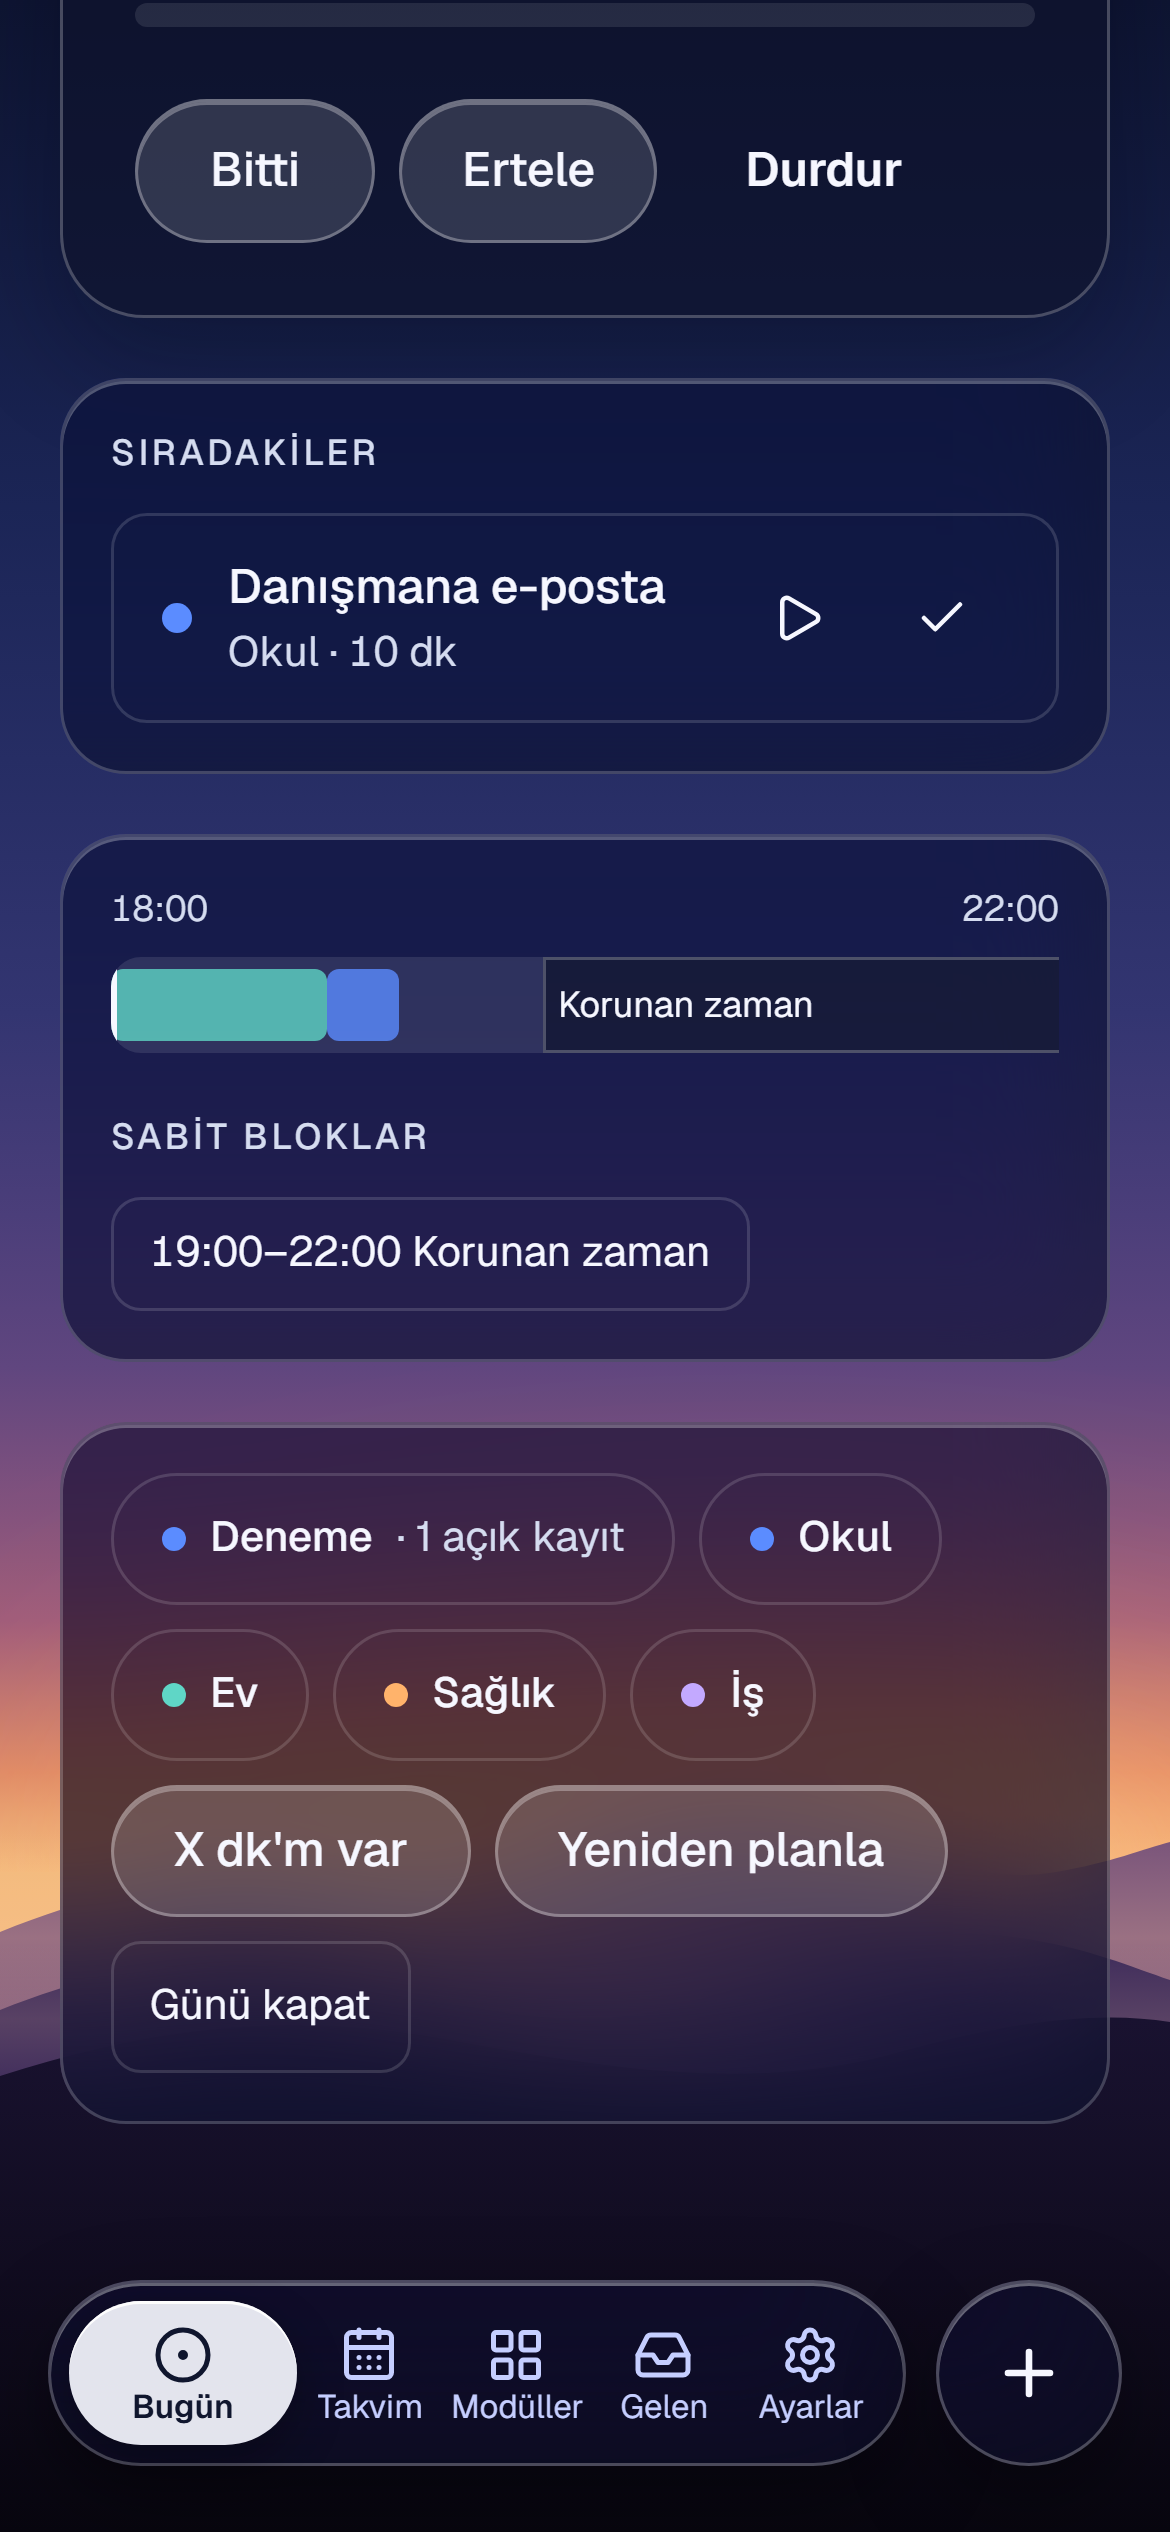 Bitti
Ertele
Durdur
SIRADAKİLER
Danışmana e-posta
Okul · 10 dk
18:00
22:00
Korunan zaman
SABİT BLOKLAR
19:00–22:00 Korunan zaman
Deneme · 1 açık kayıt
Okul
Ev
Sağlık
İş
X dk'm var
Yeniden planla
Günü kapat
Bugün
Takvim
Modüller
Gelen
Ayarlar